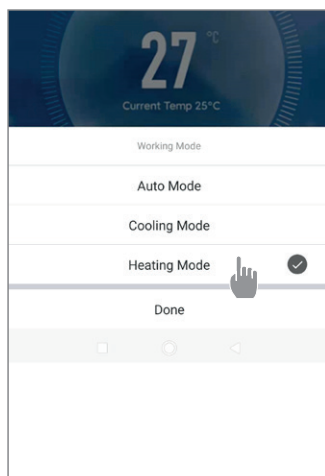 27 °C
Current Temp 25°C
Working Mode
Auto Mode
Cooling Mode
Heating Mode
Done